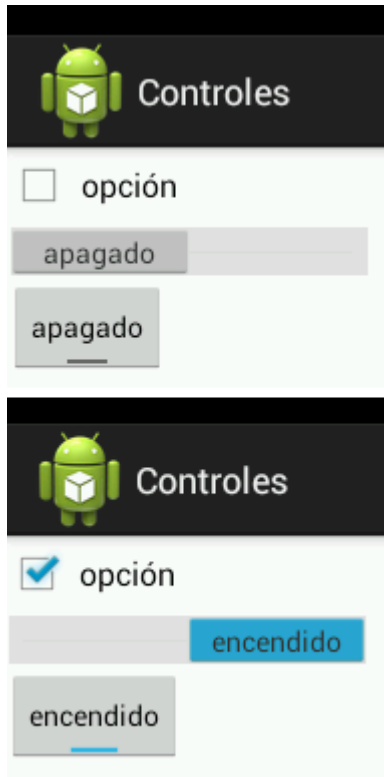 Controles
opción
apagado
apagado
Controles
opción
encendido
encendido